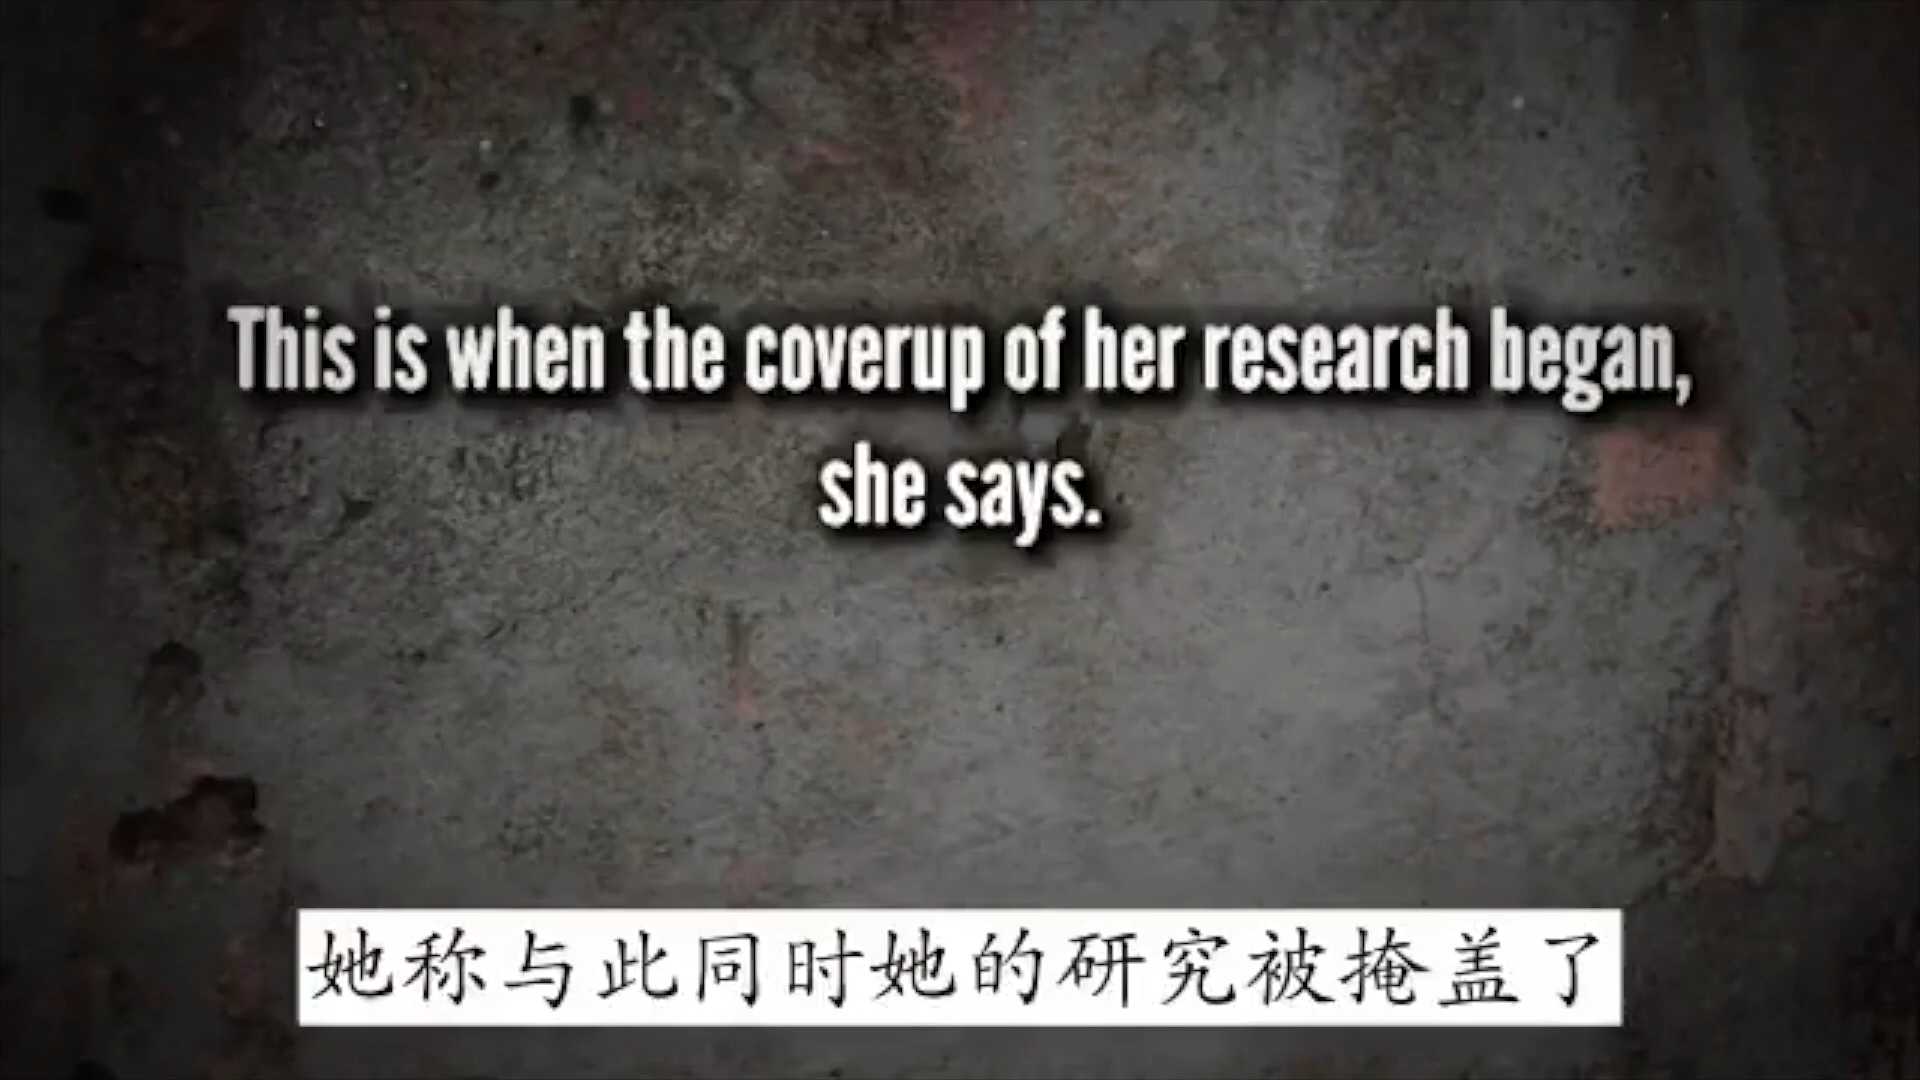 This is when the coverup of her research began,
she says.
她称与此同时她的研究被掩盖了